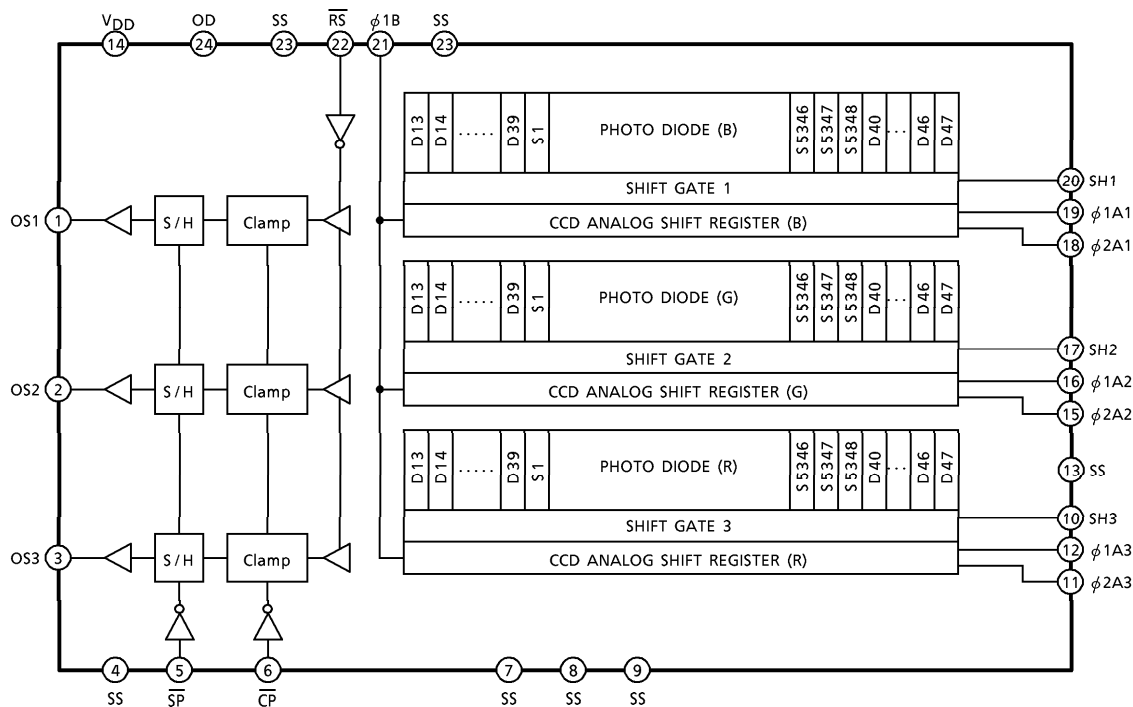 VDD OD SS RS φ1B SS
14 24 23 22 21 23
D13 D14 ..... D39 S1 PHOTO DIODE (B) S5346 S5347 S5348 D40 ... D46 D47
SHIFT GATE 1 20 SH1
OS1 1 S/H Clamp CCD ANALOG SHIFT REGISTER (B) 19 φ1A1
18 φ2A1
D13 D14 ..... D39 S1 PHOTO DIODE (G) S5346 S5347 S5348 D40 ... D46 D47
SHIFT GATE 2 17 SH2
OS2 2 S/H Clamp CCD ANALOG SHIFT REGISTER (G) 16 φ1A2
15 φ2A2
D13 D14 ..... D39 S1 PHOTO DIODE (R) S5346 S5347 S5348 D40 ... D46 D47
13 SS
SHIFT GATE 3 10 SH3
OS3 3 S/H Clamp CCD ANALOG SHIFT REGISTER (R) 12 φ1A3
11 φ2A3
4 5 6 7 8 9
SS SP CP SS SS SS